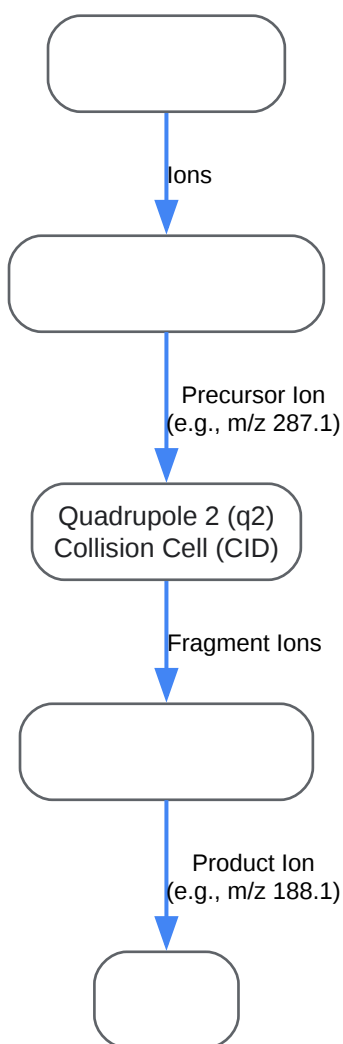 Ions
Precursor Ion
(e.g., m/z 287.1)
Quadrupole 2 (q2)
Collision Cell (CID)
Fragment Ions
Product Ion
(e.g., m/z 188.1)